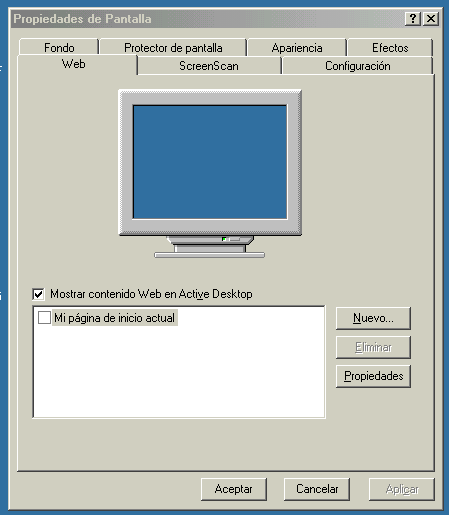 Propiedades de Pantalla
Fondo Protector de pantalla Apariencia Efectos
Web ScreenScan Configuración
Mostrar contenido Web en Active Desktop
Mi página de inicio actual
Nuevo...
Eliminar
Propiedades
Aceptar Cancelar Aplicar